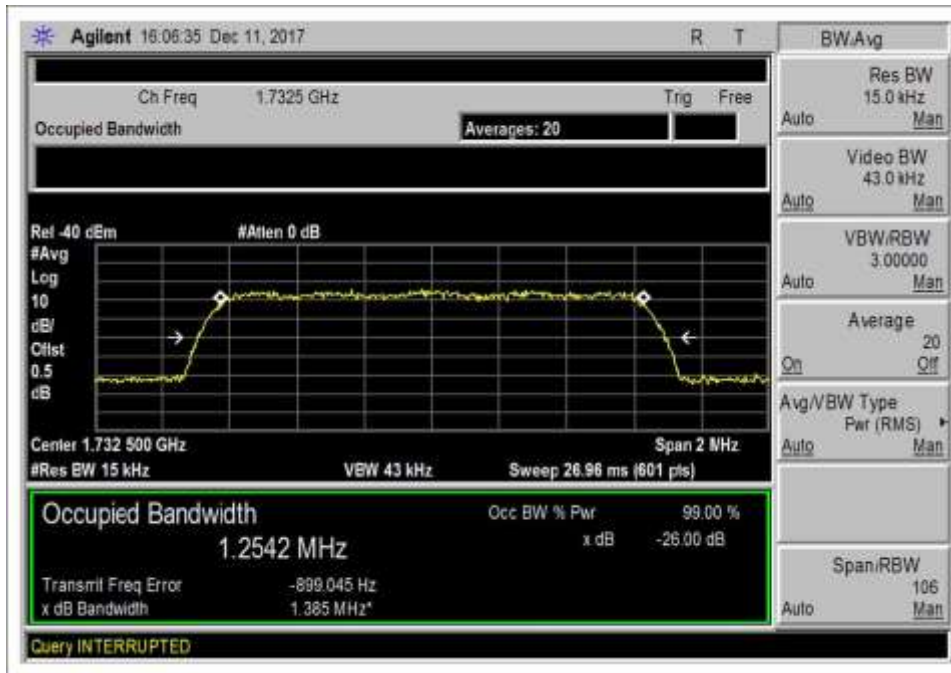 Agilent 16:06:35 Dec 11, 2017 R T
Ch Freq 1.7325 GHz Trig Free
Occupied Bandwidth Averages: 20
Ref -40 dBm #Atten 0 dB
#Avg
Log
10
dB/
Offst
0.5
dB
Center 1.732 500 GHz Span 2 MHz
#Res BW 15 kHz VBW 43 kHz Sweep 26.96 ms (601 pts)
Occupied Bandwidth
1.2542 MHz
Occ BW % Pwr 99.00 %
x dB -26.00 dB
Transmit Freq Error -899.045 Hz
x dB Bandwidth 1.385 MHz*
Query INTERRUPTED
BW/Avg
Res BW
15.0 kHz
Auto Man
Video BW
43.0 kHz
Auto Man
VBW/RBW
3.00000
Auto Man
Average
20
On Off
Avg/VBW Type
Pwr (RMS)
Auto Man
Span/RBW
106
Auto Man